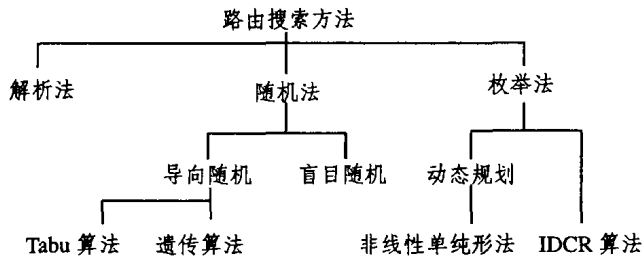 路由搜索方法
解析法
随机法
枚举法
导向随机
盲目随机
动态规划
Tabu 算法
遗传算法
非线性单纯形法
IDCR 算法